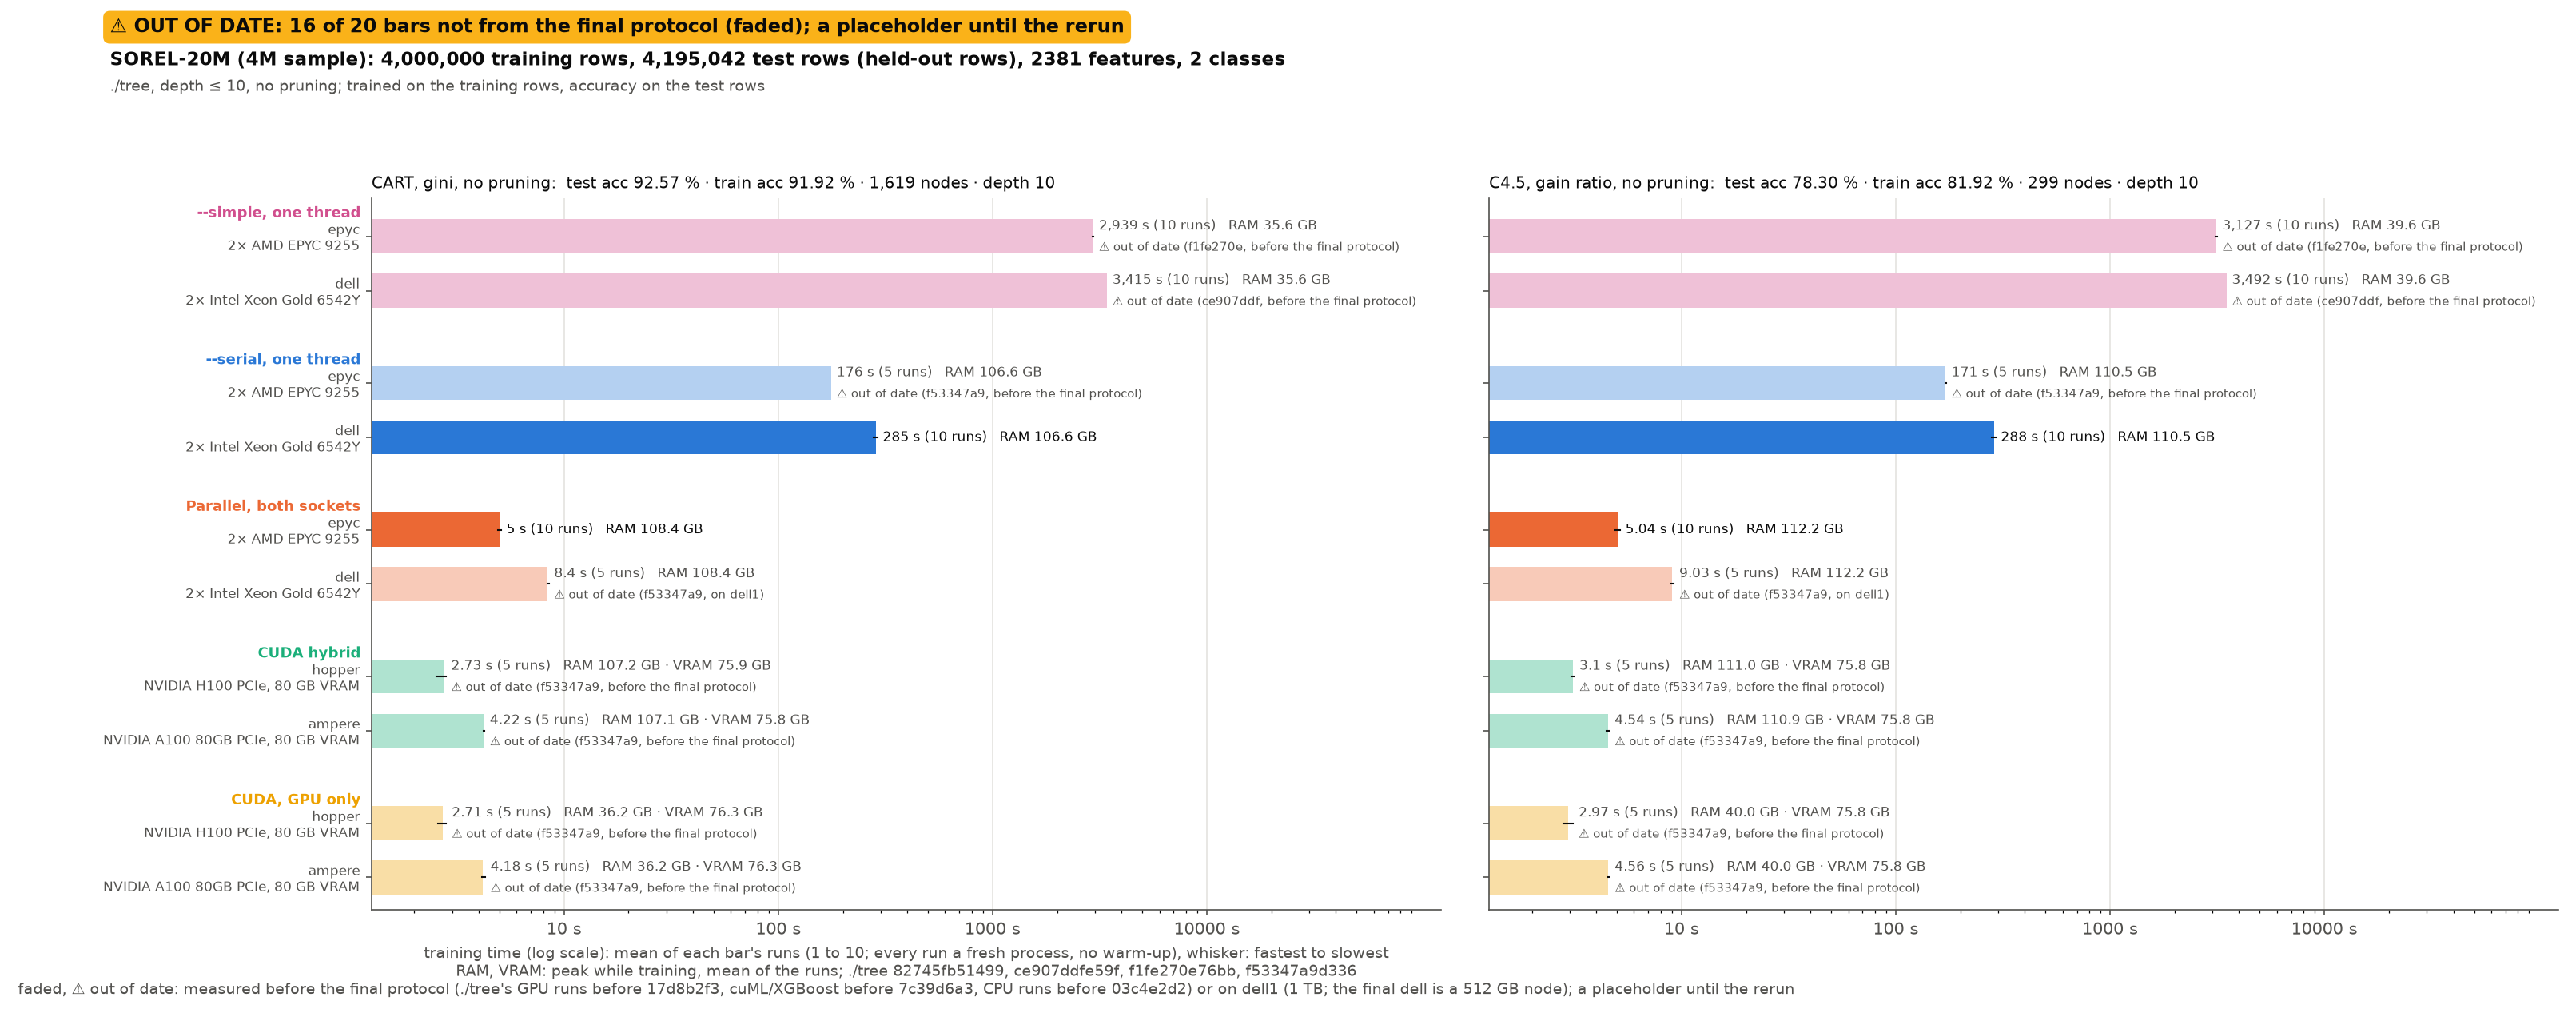 ⚠ OUT OF DATE: 16 of 20 bars not from the final protocol (faded); a placeholder until the rerun
SOREL-20M (4M sample): 4,000,000 training rows, 4,195,042 test rows (held-out rows), 2381 features, 2 classes
./tree, depth ≤ 10, no pruning; trained on the training rows, accuracy on the test rows
CART, gini, no pruning:  test acc 92.57 % · train acc 91.92 % · 1,619 nodes · depth 10
--simple, one thread
epyc
2× AMD EPYC 9255
2,939 s (10 runs)   RAM 35.6 GB
⚠ out of date (f1fe270e, before the final protocol)
dell
2× Intel Xeon Gold 6542Y
3,415 s (10 runs)   RAM 35.6 GB
⚠ out of date (ce907ddf, before the final protocol)
--serial, one thread
epyc
2× AMD EPYC 9255
176 s (5 runs)   RAM 106.6 GB
⚠ out of date (f53347a9, before the final protocol)
dell
2× Intel Xeon Gold 6542Y
285 s (10 runs)   RAM 106.6 GB
Parallel, both sockets
epyc
2× AMD EPYC 9255
5 s (10 runs)   RAM 108.4 GB
dell
2× Intel Xeon Gold 6542Y
8.4 s (5 runs)   RAM 108.4 GB
⚠ out of date (f53347a9, on dell1)
CUDA hybrid
hopper
NVIDIA H100 PCIe, 80 GB VRAM
2.73 s (5 runs)   RAM 107.2 GB · VRAM 75.9 GB
⚠ out of date (f53347a9, before the final protocol)
ampere
NVIDIA A100 80GB PCIe, 80 GB VRAM
4.22 s (5 runs)   RAM 107.1 GB · VRAM 75.8 GB
⚠ out of date (f53347a9, before the final protocol)
CUDA, GPU only
hopper
NVIDIA H100 PCIe, 80 GB VRAM
2.71 s (5 runs)   RAM 36.2 GB · VRAM 76.3 GB
⚠ out of date (f53347a9, before the final protocol)
ampere
NVIDIA A100 80GB PCIe, 80 GB VRAM
4.18 s (5 runs)   RAM 36.2 GB · VRAM 76.3 GB
⚠ out of date (f53347a9, before the final protocol)
10 s 100 s 1000 s 10000 s
C4.5, gain ratio, no pruning:  test acc 78.30 % · train acc 81.92 % · 299 nodes · depth 10
3,127 s (10 runs)   RAM 39.6 GB
⚠ out of date (f1fe270e, before the final protocol)
3,492 s (10 runs)   RAM 39.6 GB
⚠ out of date (ce907ddf, before the final protocol)
171 s (5 runs)   RAM 110.5 GB
⚠ out of date (f53347a9, before the final protocol)
288 s (10 runs)   RAM 110.5 GB
5.04 s (10 runs)   RAM 112.2 GB
9.03 s (5 runs)   RAM 112.2 GB
⚠ out of date (f53347a9, on dell1)
3.1 s (5 runs)   RAM 111.0 GB · VRAM 75.8 GB
⚠ out of date (f53347a9, before the final protocol)
4.54 s (5 runs)   RAM 110.9 GB · VRAM 75.8 GB
⚠ out of date (f53347a9, before the final protocol)
2.97 s (5 runs)   RAM 40.0 GB · VRAM 75.8 GB
⚠ out of date (f53347a9, before the final protocol)
4.56 s (5 runs)   RAM 40.0 GB · VRAM 75.8 GB
⚠ out of date (f53347a9, before the final protocol)
10 s 100 s 1000 s 10000 s
training time (log scale): mean of each bar's runs (1 to 10; every run a fresh process, no warm-up), whisker: fastest to slowest
RAM, VRAM: peak while training, mean of the runs; ./tree 82745fb51499, ce907ddfe59f, f1fe270e76bb, f53347a9d336
faded, ⚠ out of date: measured before the final protocol (./tree's GPU runs before 17d8b2f3, cuML/XGBoost before 7c39d6a3, CPU runs before 03c4e2d2) or on dell1 (1 TB; the final dell is a 512 GB node); a placeholder until the rerun